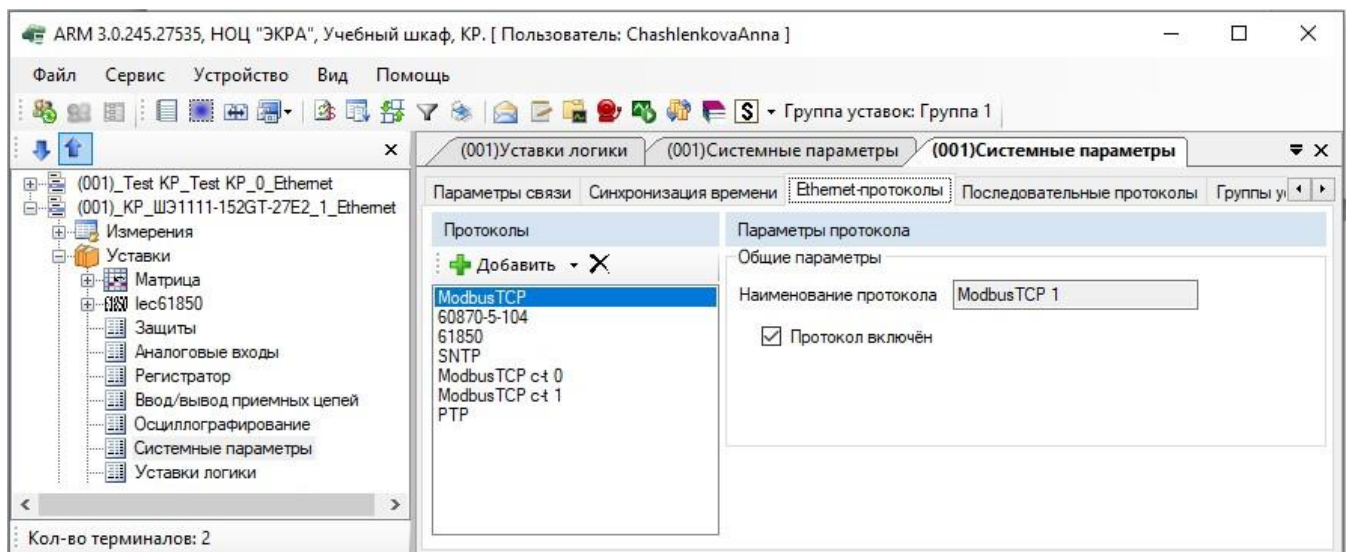 ARM 3.0.245.27535, НОЦ "ЭКРА", Учебный шкаф, КР. [ Пользователь: ChashlenkovaAnna ]
Файл Сервис Устройство Вид Помощь
S Группа уставок: Группа 1
(001)Уставки логики (001)Системные параметры (001)Системные параметры
(001)_Test KP_Test KP_0_Ethernet
(001)_КР_ШЭ1111-152GT-27E2_1_Ethernet
Измерения
Уставки
Матрица
61850 Iec61850
Защиты
Аналоговые входы
Регистратор
Ввод/вывод приемных цепей
Осциллографирование
Системные параметры
Уставки логики
Кол-во терминалов: 2
Параметры связи Синхронизация времени Ethernet-протоколы Последовательные протоколы Группы у
Протоколы
Добавить
ModbusTCP
60870-5-104
61850
SNTP
ModbusTCP c-t 0
ModbusTCP c-t 1
PTP
Параметры протокола
Общие параметры
Наименование протокола ModbusTCP 1
Протокол включён